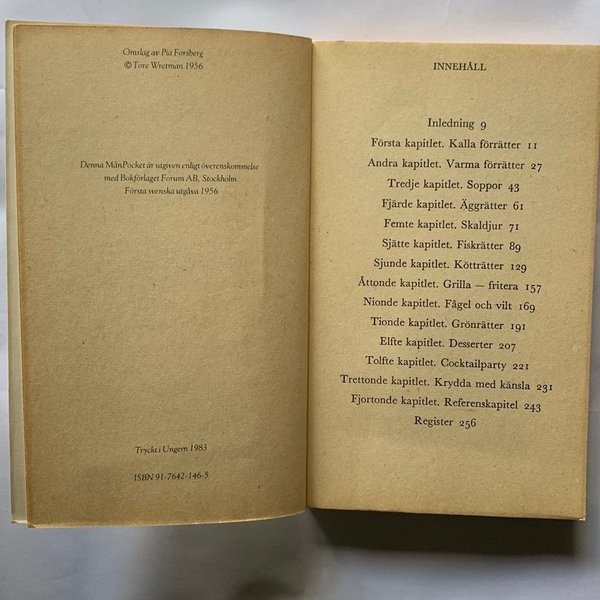 Omslag av Pia Forsberg
© Tore Wretman 1956
Denna MånPocket är utgiven enligt överenskommelse
med Bokförlaget Forum AB, Stockholm
Första svenska utgåva 1956
Tryckt i Ungern 1983
ISBN 91-7642-146-5
INNEHÅLL
Inledning 9
Första kapitlet. Kalla förrätter 11
Andra kapitlet. Varma förrätter 27
Tredje kapitlet. Soppor 43
Fjärde kapitlet. Äggrätter 61
Femte kapitlet. Skaldjur 71
Sjätte kapitlet. Fiskrätter 89
Sjunde kapitlet. Kötträtter 129
Åttonde kapitlet. Grilla — fritera 157
Nionde kapitlet. Fågel och vilt 169
Tionde kapitlet. Grönrätter 191
Elfte kapitlet. Desserter 207
Tolfte kapitlet. Cocktailparty 221
Trettonde kapitlet. Krydda med känsla 231
Fjortonde kapitlet. Referenskapitel 243
Register 256